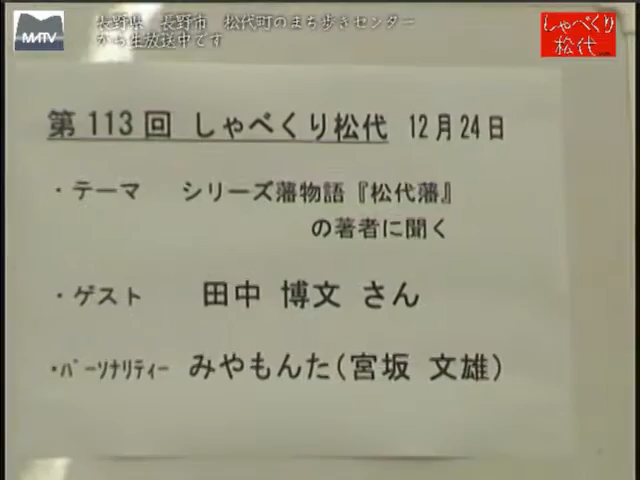 MATV
長野県 長野市 松代町のまち歩きセンター
から生放送中です
しゃべくり
松代
第113回 しゃべくり松代 12月24日
・テーマ シリーズ藩物語『松代藩』
の著者に聞く
・ゲスト 田中 博文 さん
・パーソナリティー みやもんた(宮坂 文雄)